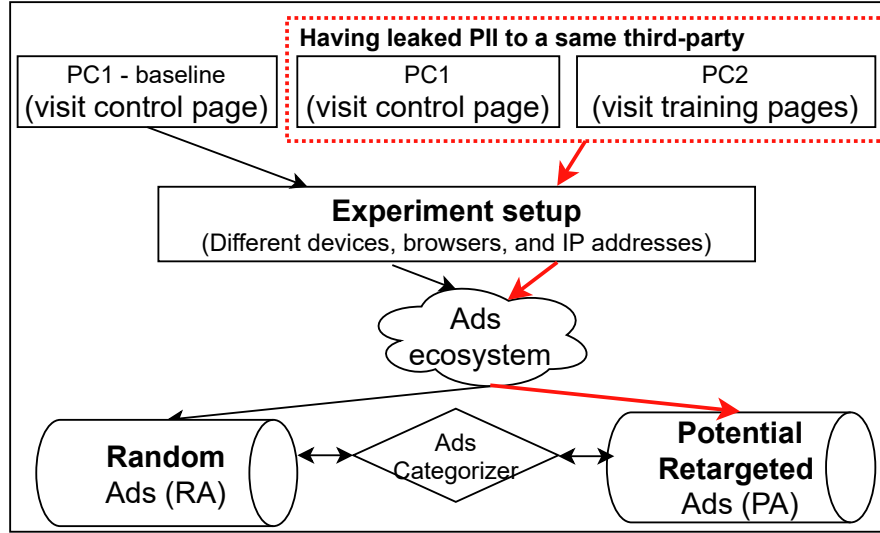 Having leaked PII to a same third-party
PC1 - baseline
(visit control page)
PC1
(visit control page)
PC2
(visit training pages)
Experiment setup
(Different devices, browsers, and IP addresses)
Ads
ecosystem
Random
Ads (RA)
Ads
Categorizer
Potential
Retargeted
Ads (PA)